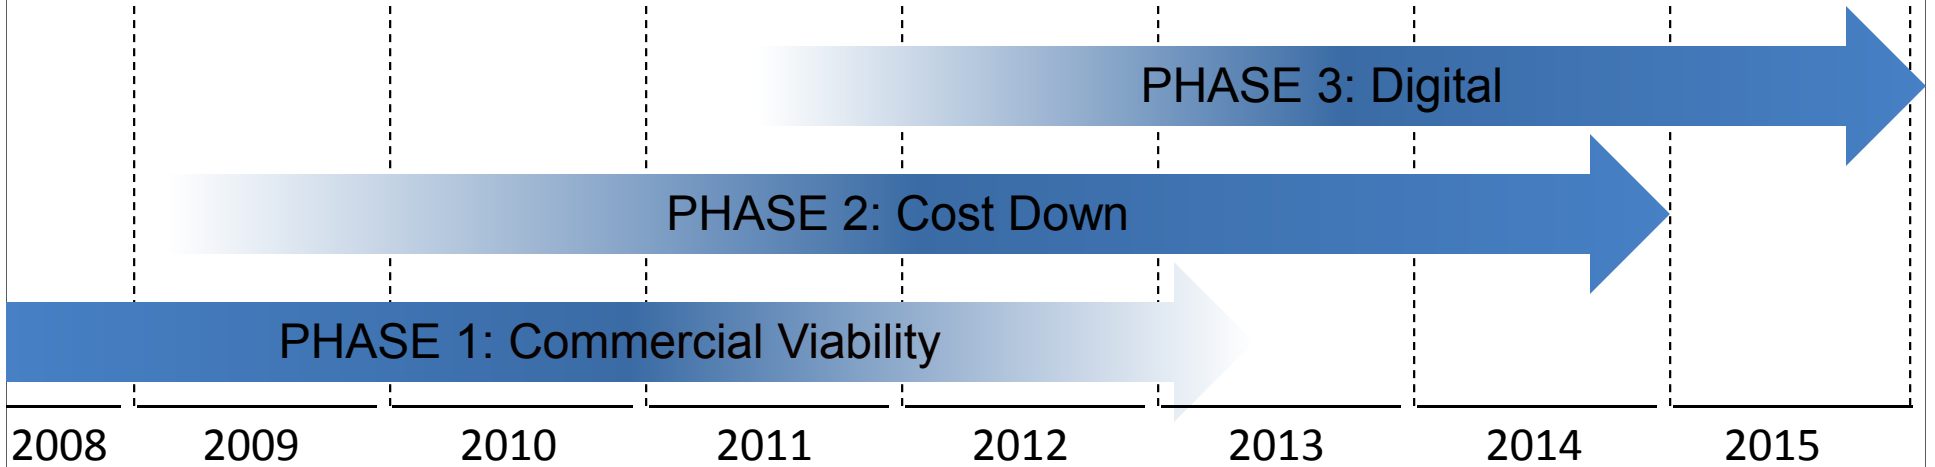 PHASE 3: Digital
PHASE 2: Cost Down
PHASE 1: Commercial Viability
2008 2009 2010 2011 2012 2013 2014 2015